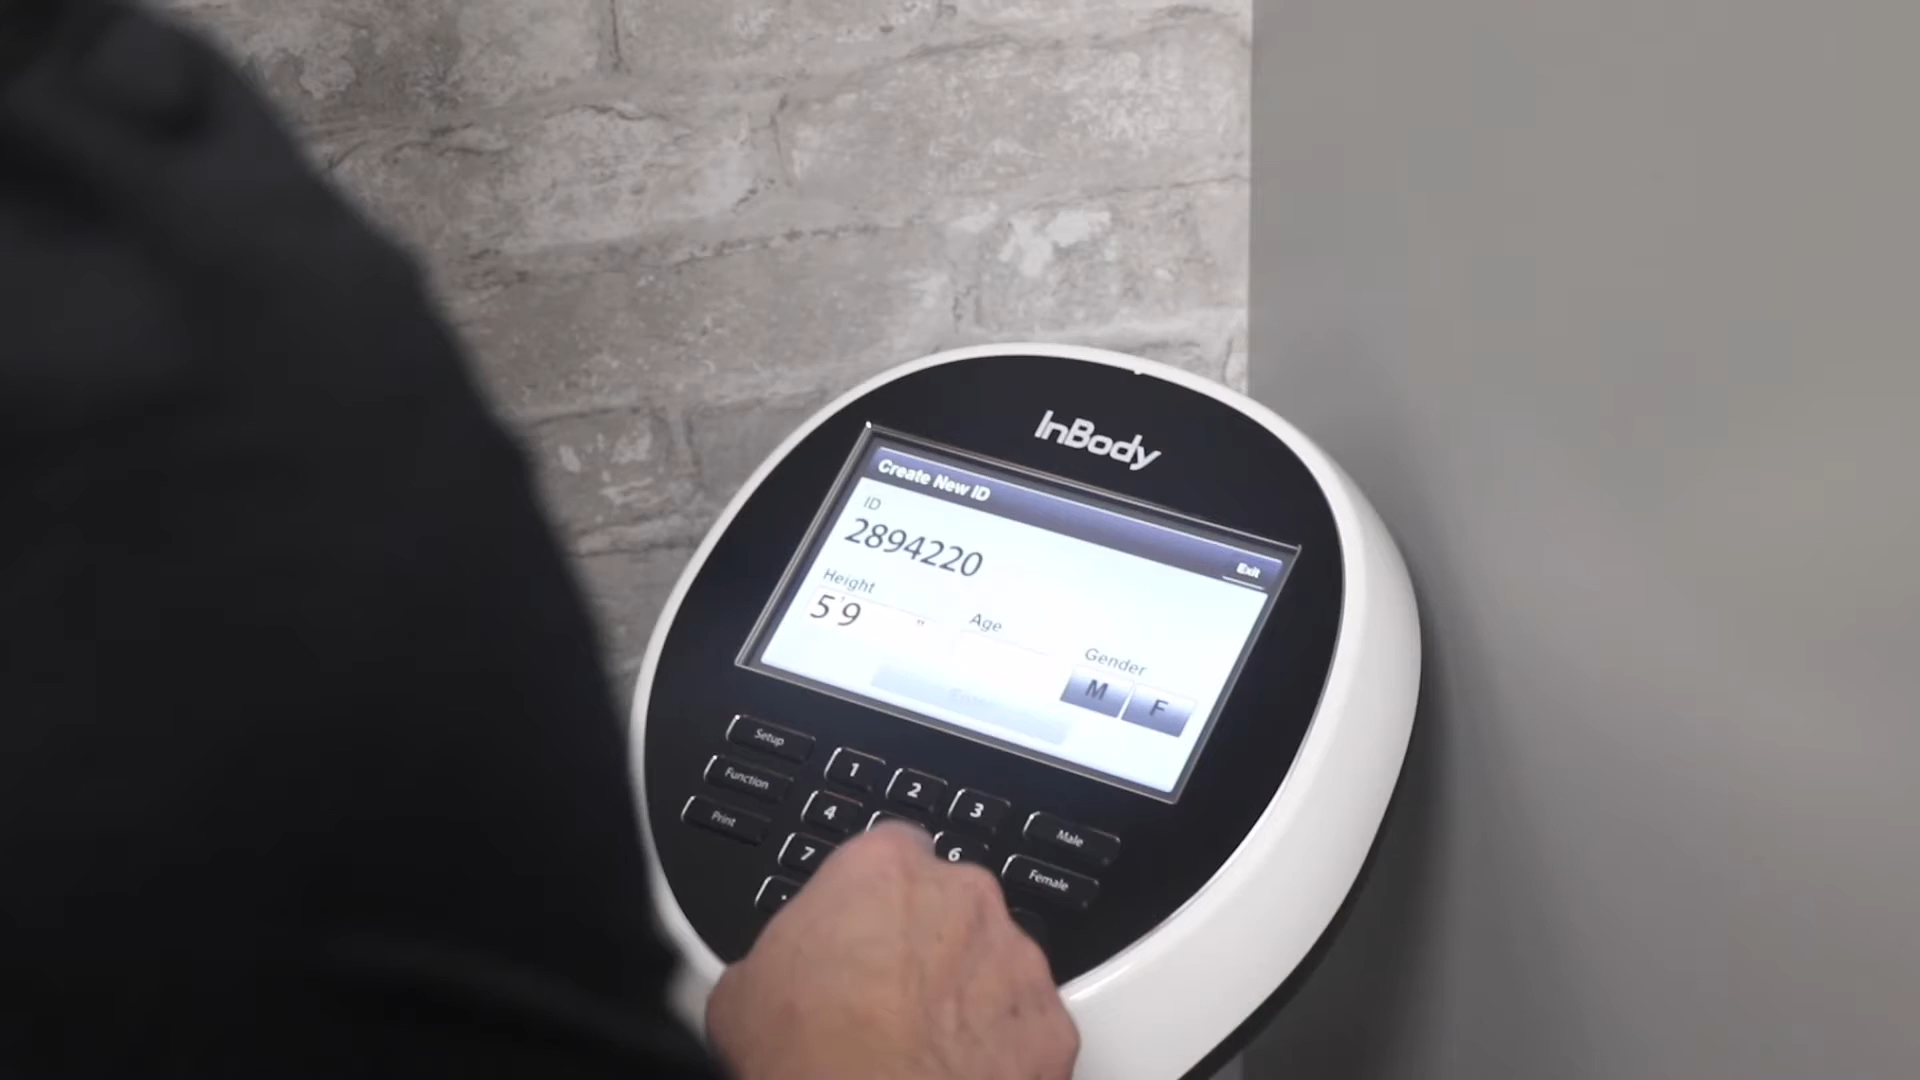 InBody
Create New ID
Exit
ID
2894220
Height
5'9 "
Age
Gender
M F
Setup
Function
Print
1 2 3
4 6
7
Male
Female